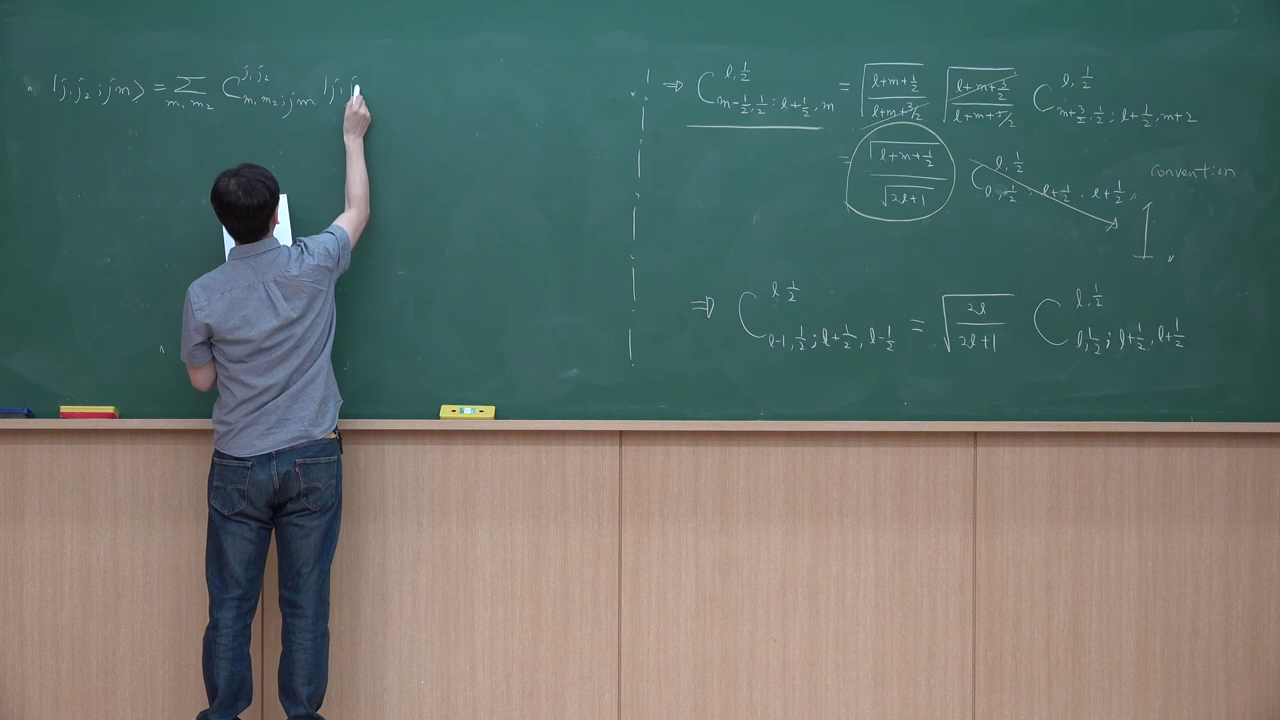 |j₁ j₂ ; j m⟩ = Σ_{m₁ m₂} C^{j₁ j₂}_{m₁ m₂ ; j m} |j₁ j
⇒ C^{l, 1/2}_{m-1/2, 1/2 ; l+1/2, m} = √((l+m+1/2)/(l+m+3/2)) √((l+m+3/2)/(l+m+5/2)) C^{l, 1/2}_{m+3/2, 1/2 ; l+1/2, m+2}
= √(l+m+1/2)/√(2l+1) C^{l, 1/2}_{l, 1/2 , l+1/2 , l+1/2} convention
1
⇒ C^{l 1/2}_{l-1, 1/2 ; l+1/2, l-1/2} = √(2l/(2l+1)) C^{l, 1/2}_{l, 1/2 ; l+1/2, l+1/2}